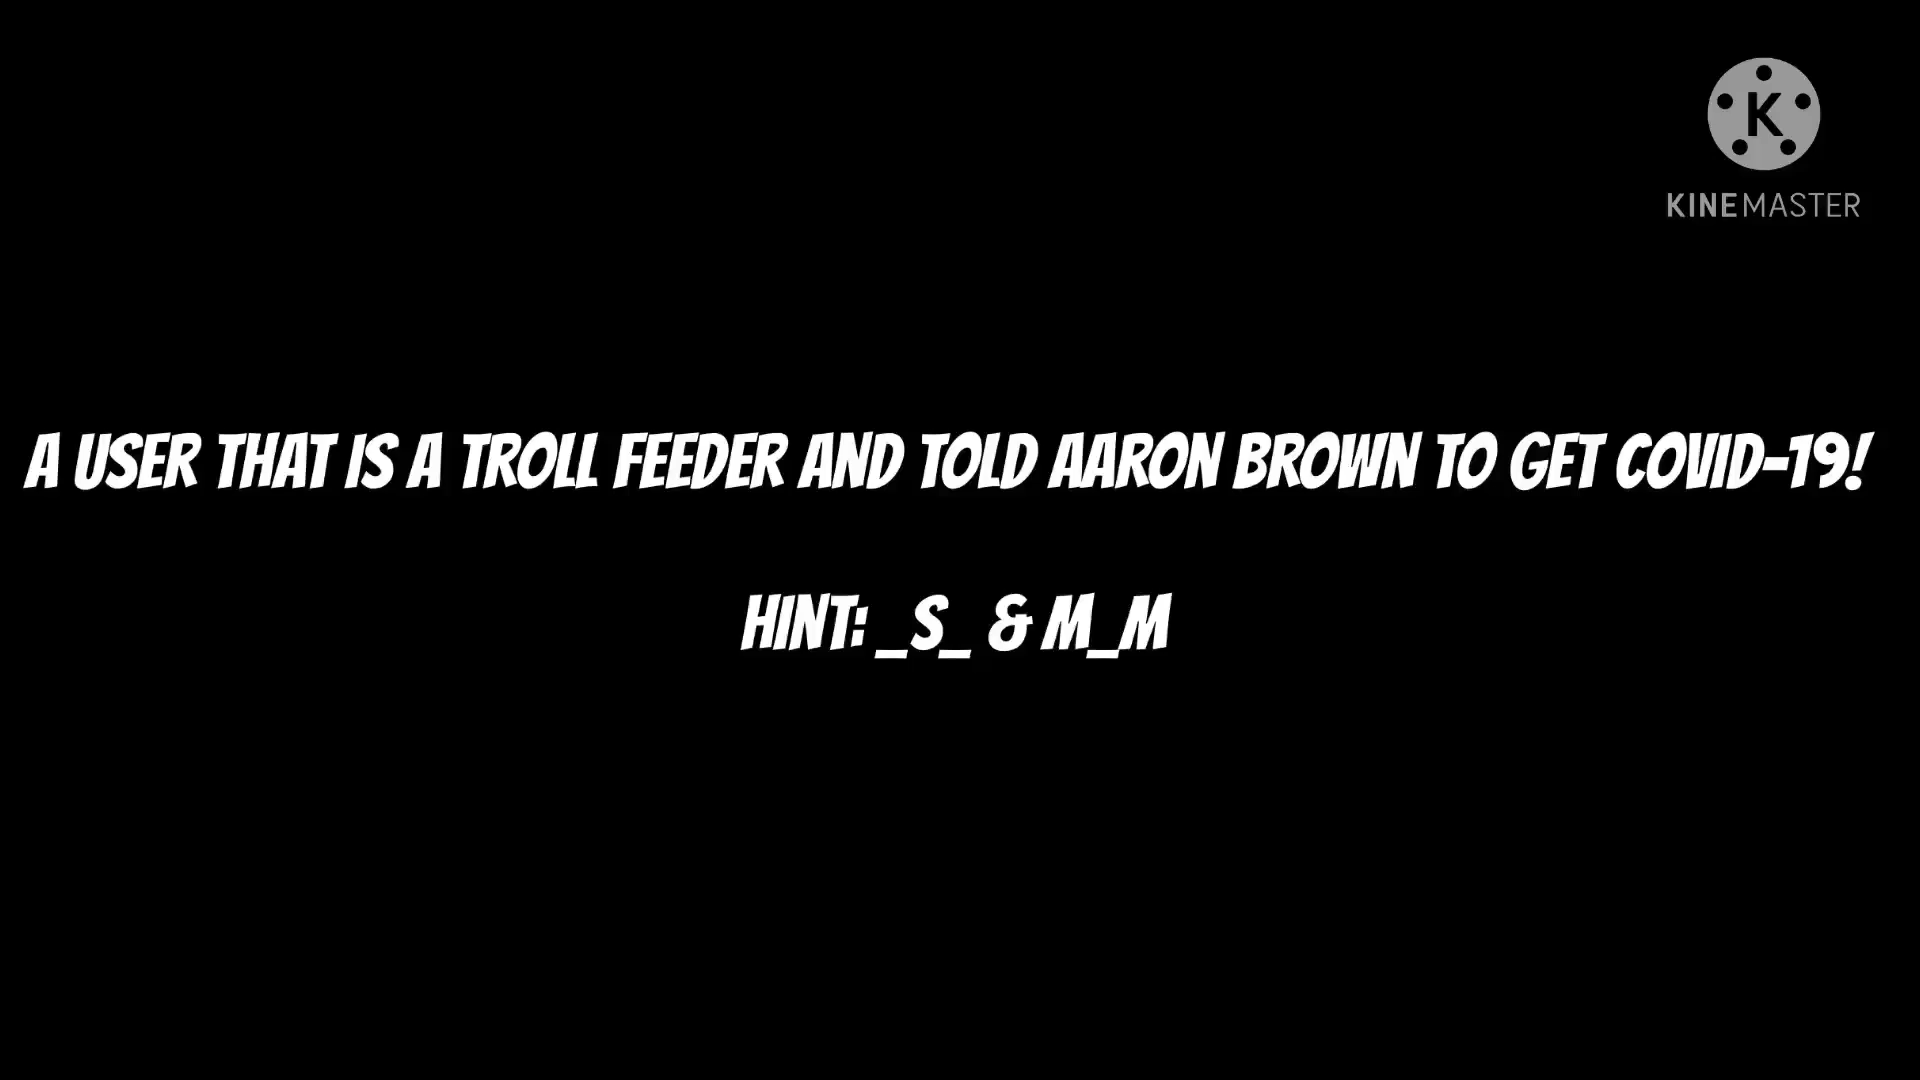 K
KINEMASTER
A USER THAT IS A TROLL FEEDER AND TOLD AARON BROWN TO GET COVID-19!
HINT: _S_ & M_M